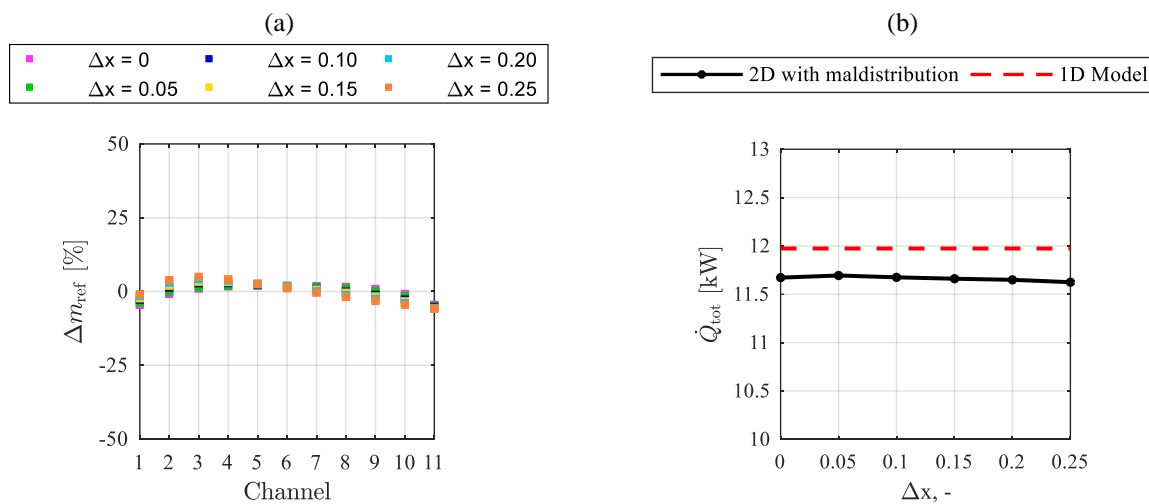 (a)
Δx = 0
Δx = 0.10
Δx = 0.20
Δx = 0.05
Δx = 0.15
Δx = 0.25
50
25
0
-25
-50
Δm_ref [%]
1 2 3 4 5 6 7 8 9 10 11
Channel
(b)
2D with maldistribution
1D Model
13
12.5
12
11.5
11
10.5
10
Q̇_tot [kW]
0 0.05 0.1 0.15 0.2 0.25
Δx, -